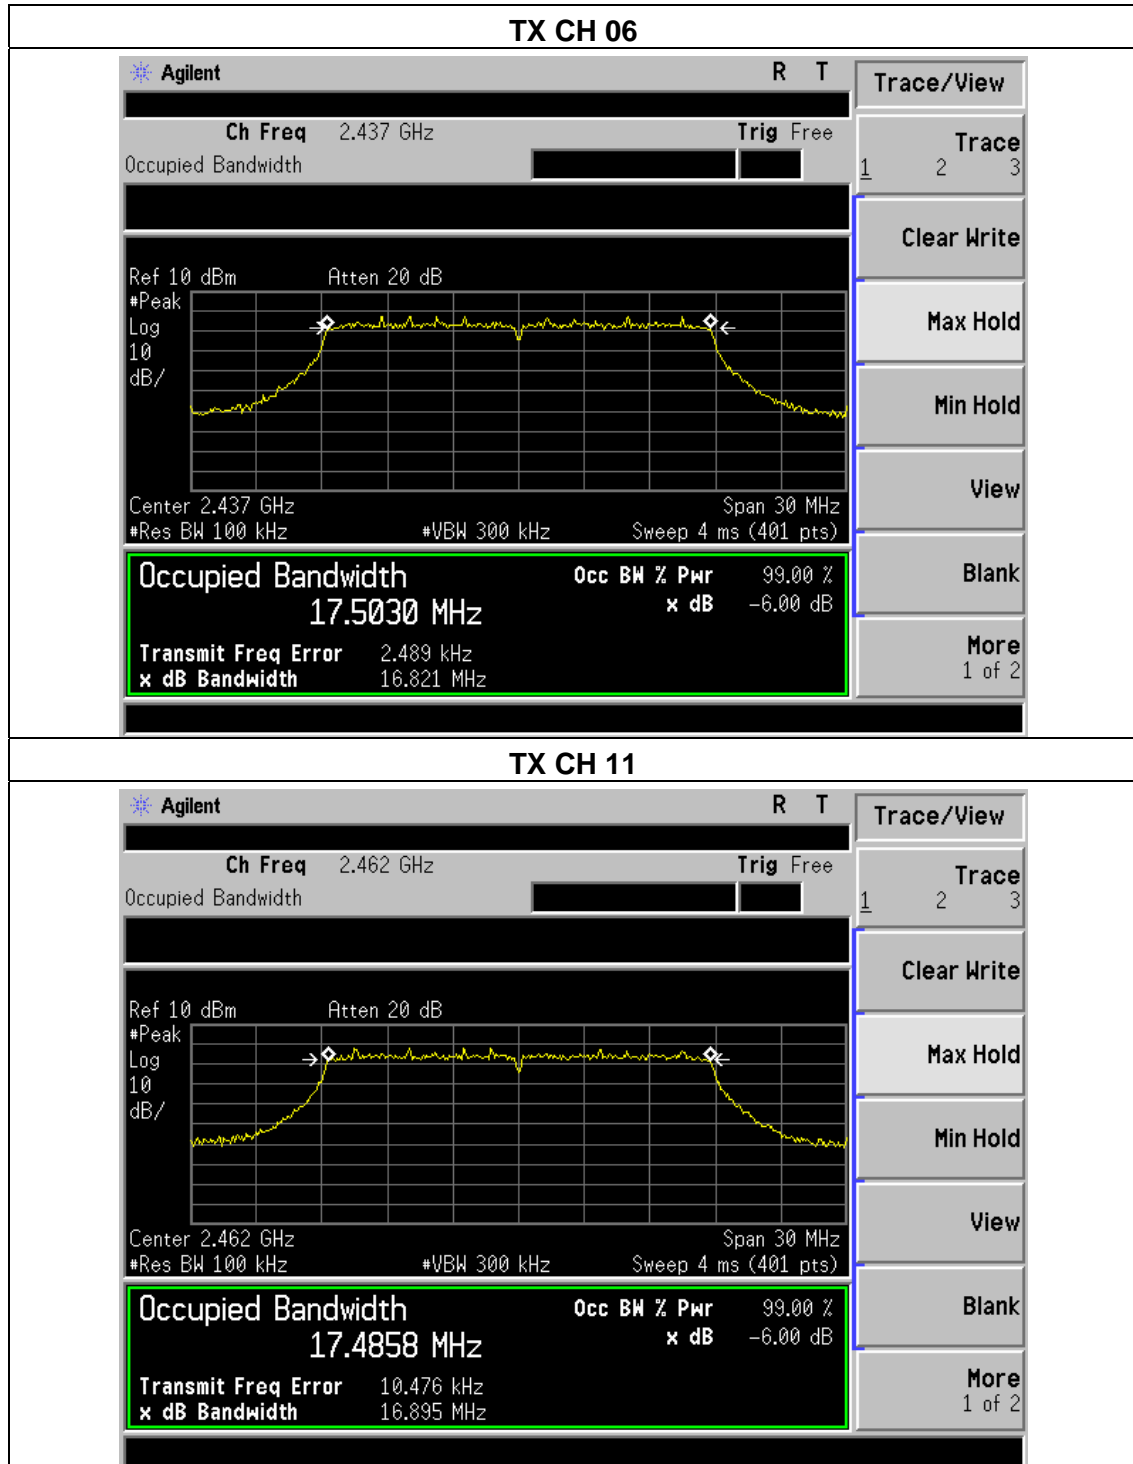 TX CH 06
Agilent R T
Trace/View
Ch Freq 2.437 GHz Trig Free
Occupied Bandwidth
Trace
1 2 3
Clear Write
Ref 10 dBm Atten 20 dB
#Peak
Log
10
dB/
Max Hold
Min Hold
View
Center 2.437 GHz Span 30 MHz
#Res BW 100 kHz #VBW 300 kHz Sweep 4 ms (401 pts)
Occupied Bandwidth Occ BW % Pwr 99.00 %
17.5030 MHz x dB -6.00 dB
Blank
Transmit Freq Error 2.489 kHz
x dB Bandwidth 16.821 MHz
More
1 of 2
TX CH 11
Agilent R T
Trace/View
Ch Freq 2.462 GHz Trig Free
Occupied Bandwidth
Trace
1 2 3
Clear Write
Ref 10 dBm Atten 20 dB
#Peak
Log
10
dB/
Max Hold
Min Hold
View
Center 2.462 GHz Span 30 MHz
#Res BW 100 kHz #VBW 300 kHz Sweep 4 ms (401 pts)
Occupied Bandwidth Occ BW % Pwr 99.00 %
17.4858 MHz x dB -6.00 dB
Blank
Transmit Freq Error 10.476 kHz
x dB Bandwidth 16.895 MHz
More
1 of 2